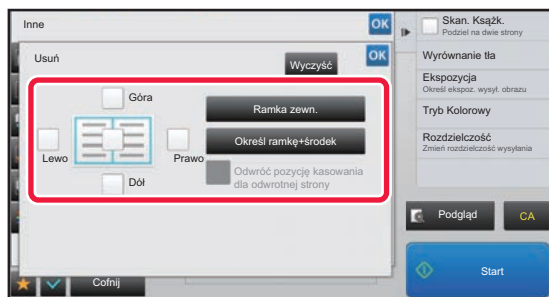 Inne
OK
Usuń
Wyczyść
OK
Góra
Lewo
Prawo
Dół
Ramka zewn.
Określ ramkę+środek
Odwróć pozycję kasowania
dla odwrotnej strony
Cofnij
Skan. Książk.
Podziel na dwie strony
Wyrównanie tła
Ekspozycja
Określ ekspoz. wysył. obrazu
Tryb Kolorowy
Rozdzielczość
Zmień rozdzielczość wysyłania
Podgląd
CA
Start